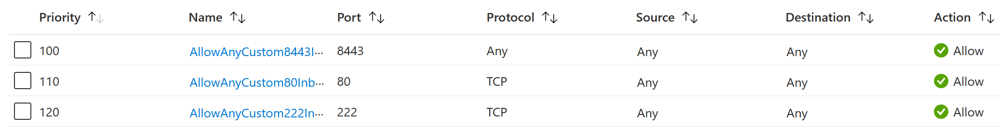 Priority Name Port Protocol Source Destination Action
100 AllowAnyCustom8443I... 8443 Any Any Any Allow
110 AllowAnyCustom80Inb... 80 TCP Any Any Allow
120 AllowAnyCustom222In... 222 TCP Any Any Allow